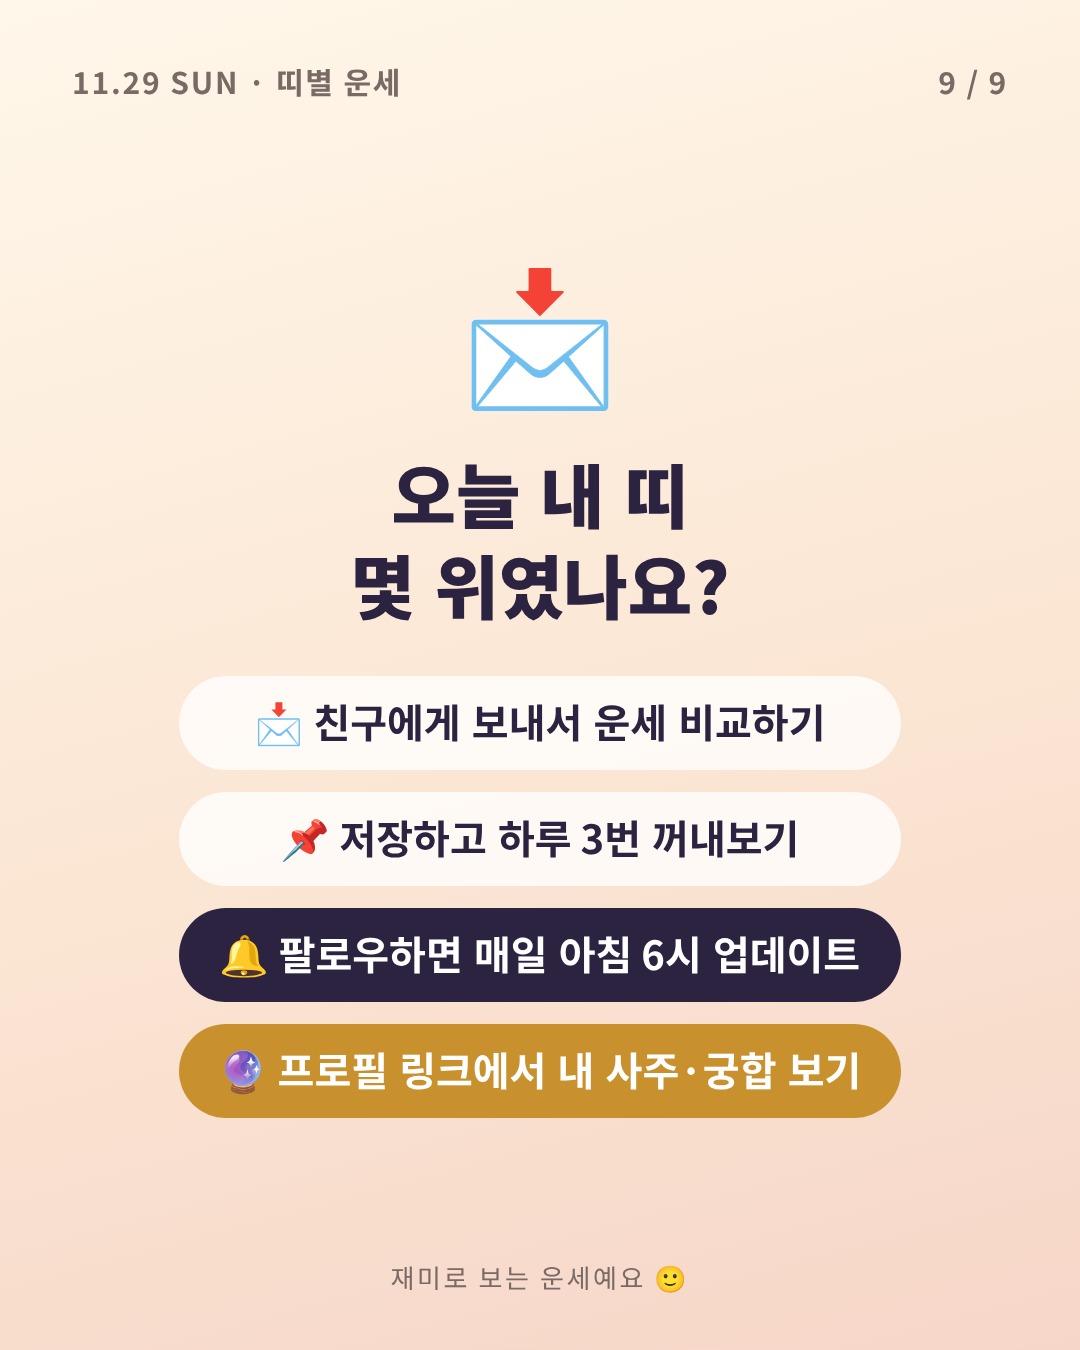 11.29 SUN · 띠별 운세
9 / 9
오늘 내 띠
몇 위였나요?
📩 친구에게 보내서 운세 비교하기
📌 저장하고 하루 3번 꺼내보기
🔔 팔로우하면 매일 아침 6시 업데이트
🔮 프로필 링크에서 내 사주·궁합 보기
재미로 보는 운세예요 🙂